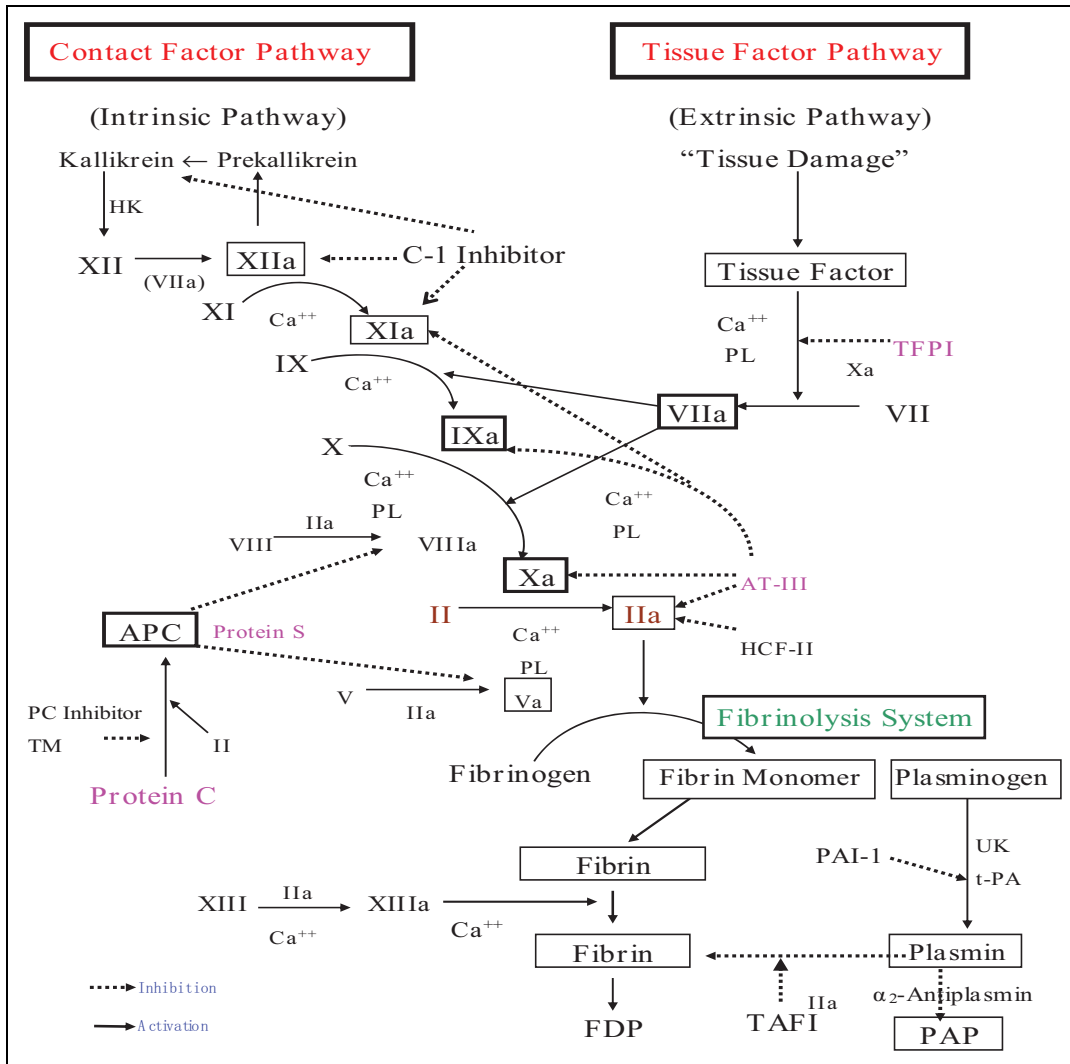 Contact Factor Pathway
Tissue Factor Pathway
(Intrinsic Pathway)
(Extrinsic Pathway)
Kallikrein ← Prekallikrein
"Tissue Damage"
HK
XII
(VIIa)
XIIa
C-1 Inhibitor
Tissue Factor
XI
Ca++
XIa
Ca++
PL
TFPI
Xa
IX
Ca++
VIIa
VII
IXa
X
Ca++
PL
Ca++
PL
VIII
IIa
VIIIa
Xa
AT-III
II
IIa
Ca++
PL
HCF-II
APC
Protein S
V
IIa
Va
PC Inhibitor
TM
II
Protein C
Fibrinolysis System
Fibrinogen
Fibrin Monomer
Plasminogen
UK
t-PA
PAI-1
Fibrin
XIII
IIa
Ca++
XIIIa
Ca++
Fibrin
Plasmin
Inhibition
Activation
FDP
TAFI
IIa
α2-Antiplasmin
PAP